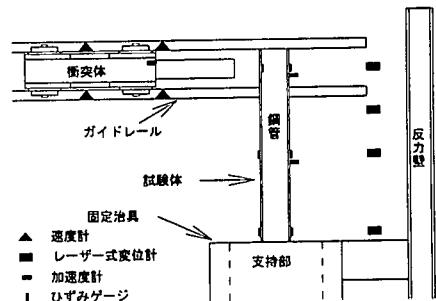 衝突体
ガイドレール
鋼管
反力壁
試験体
固定治具
支持部
速度計
レーザー式変位計
加速度計
ひずみゲージ